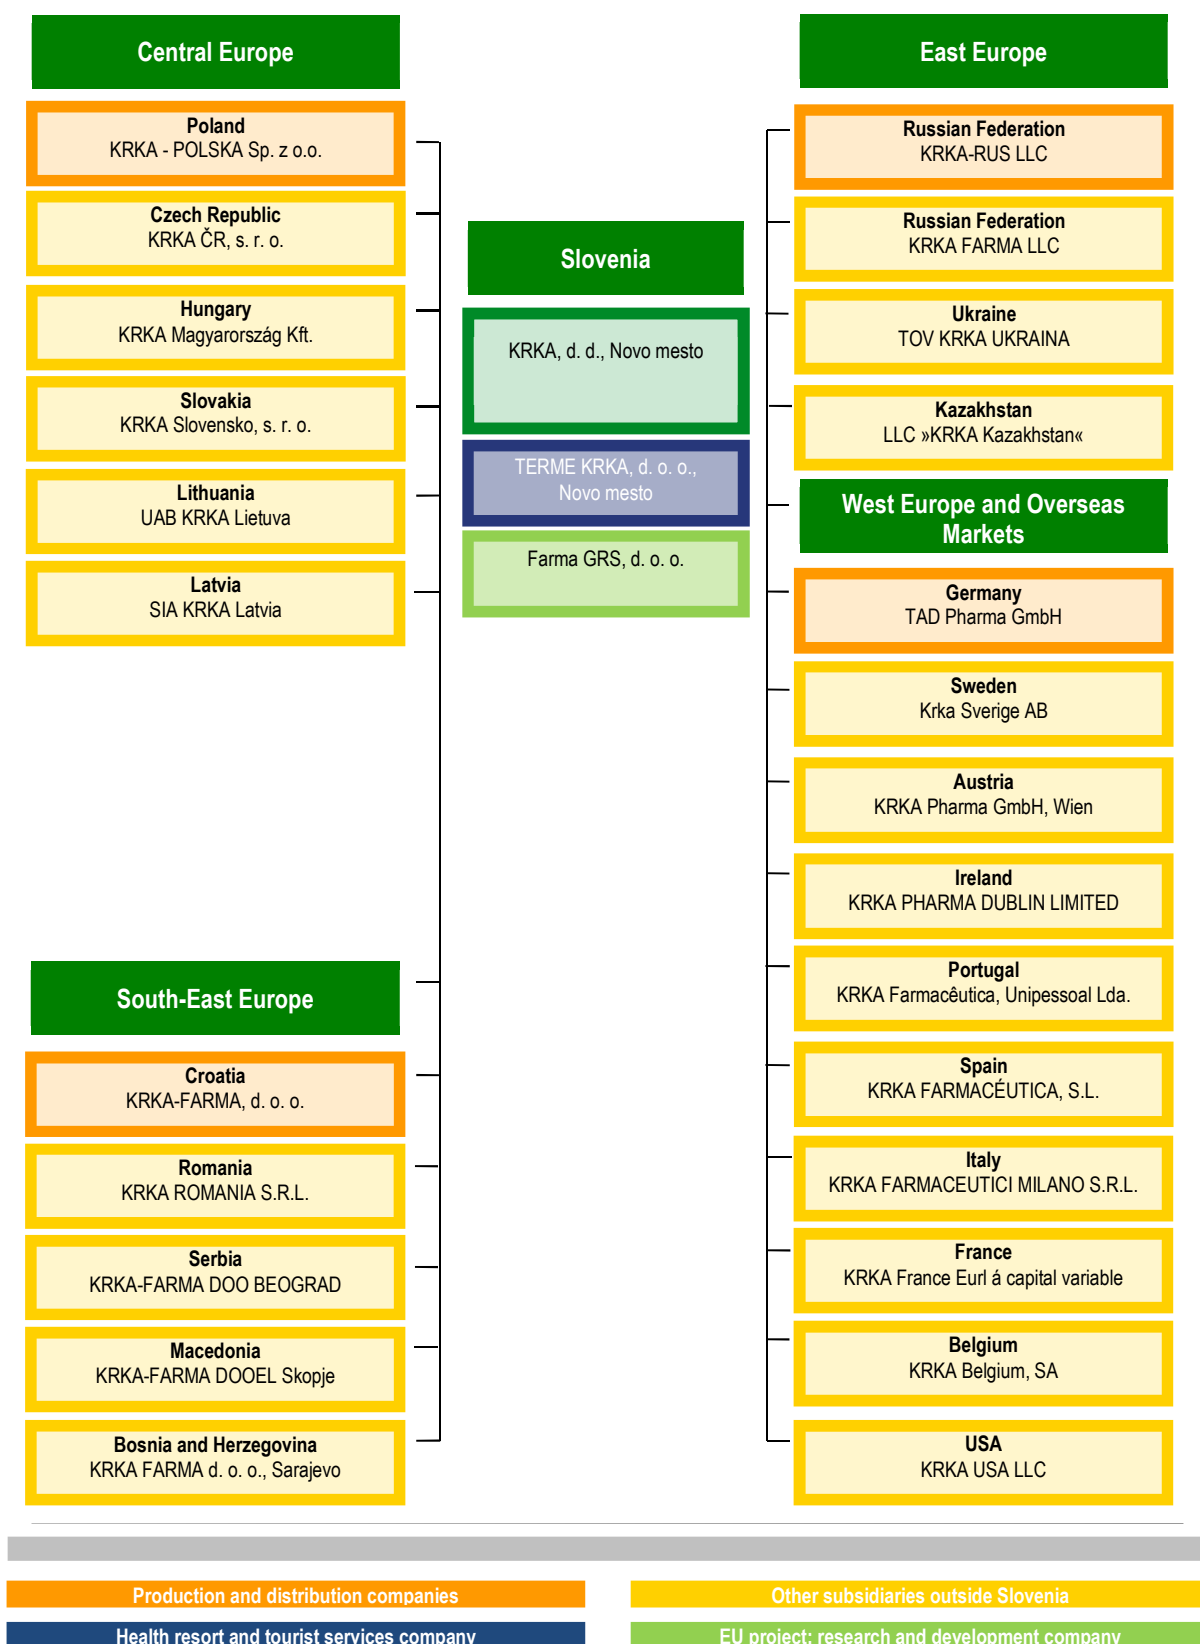 Central Europe
Poland
KRKA - POLSKA Sp. z o.o.
Czech Republic
KRKA ČR, s. r. o.
Hungary
KRKA Magyarország Kft.
Slovakia
KRKA Slovensko, s. r. o.
Lithuania
UAB KRKA Lietuva
Latvia
SIA KRKA Latvia
South-East Europe
Croatia
KRKA-FARMA, d. o. o.
Romania
KRKA ROMANIA S.R.L.
Serbia
KRKA-FARMA DOO BEOGRAD
Macedonia
KRKA-FARMA DOOEL Skopje
Bosnia and Herzegovina
KRKA FARMA d. o. o., Sarajevo
Slovenia
KRKA, d. d., Novo mesto
TERME KRKA, d. o. o.,
Novo mesto
Farma GRS, d. o. o.
East Europe
Russian Federation
KRKA-RUS LLC
Russian Federation
KRKA FARMA LLC
Ukraine
TOV KRKA UKRAINA
Kazakhstan
LLC »KRKA Kazakhstan«
West Europe and Overseas
Markets
Germany
TAD Pharma GmbH
Sweden
Krka Sverige AB
Austria
KRKA Pharma GmbH, Wien
Ireland
KRKA PHARMA DUBLIN LIMITED
Portugal
KRKA Farmacêutica, Unipessoal Lda.
Spain
KRKA FARMACÉUTICA, S.L.
Italy
KRKA FARMACEUTICI MILANO S.R.L.
France
KRKA France Eurl á capital variable
Belgium
KRKA Belgium, SA
USA
KRKA USA LLC
Production and distribution companies
Other subsidiaries outside Slovenia
Health resort and tourist services company
EU project: research and development company